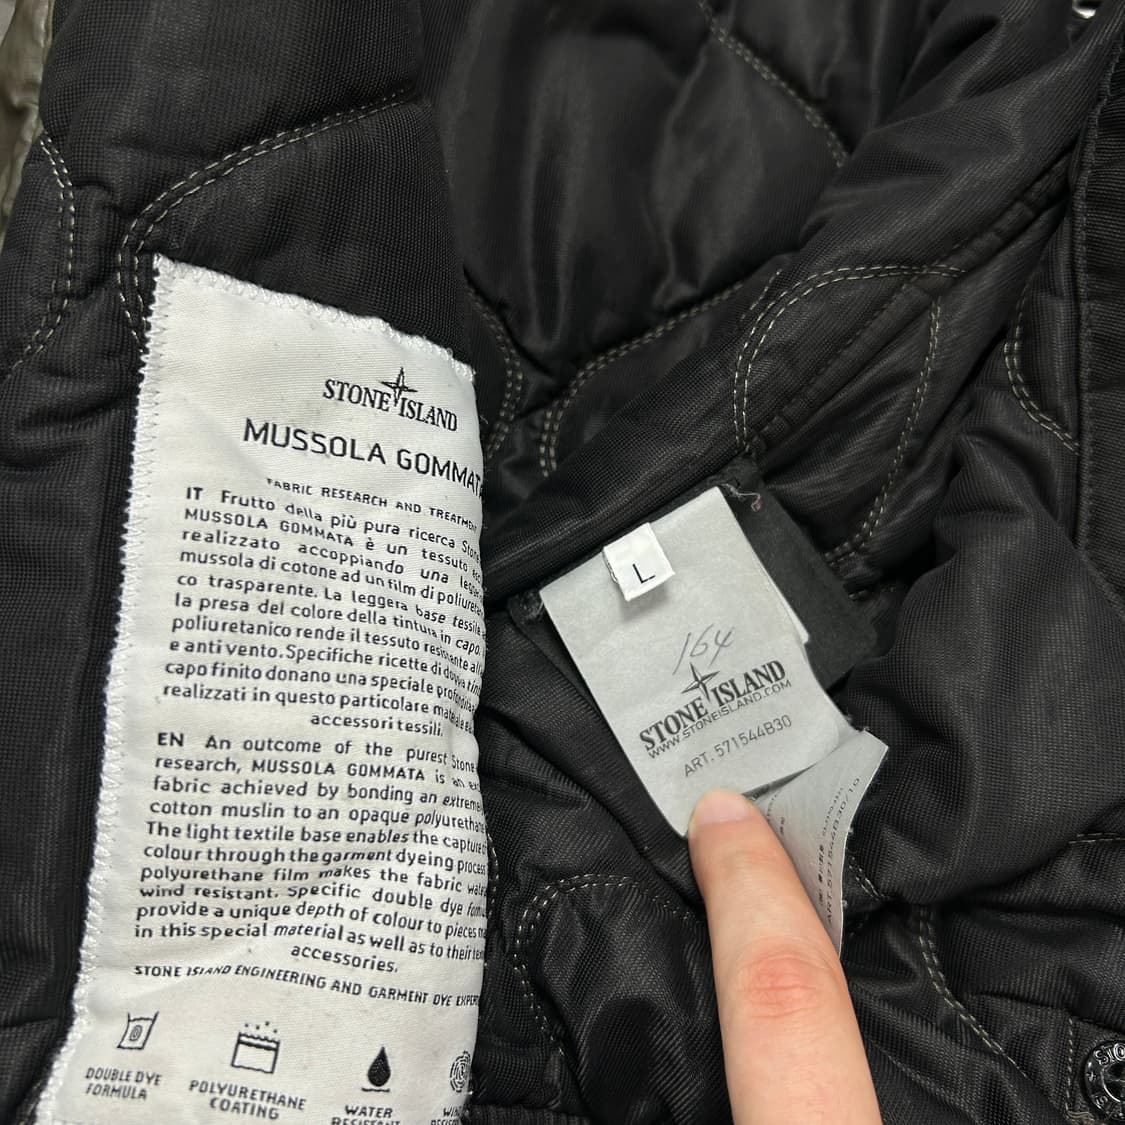 STONE ISLAND
MUSSOLA GOMMATA
FABRIC RESEARCH AND TREATMENT
IT Frutto della più pura ricerca Stone
MUSSOLA GOMMATA è un tessuto
realizzato accoppiando una
mussola di cotone ad un film di
co trasparente. La leggera base tessile
la presa del colore della tintura in capo.
poliuretanico rende il tessuto resistente
e anti vento. Specifiche ricette di doppia
capo finito donano una speciale
realizzati in questo particolare
accessori tessili.
EN An outcome of the purest Stone
research, MUSSOLA GOMMATA is an
fabric achieved by bonding an
cotton muslin to an opaque
The light textile base enables the capture
colour through the garment dyeing process
polyurethane film makes the fabric
wind resistant. Specific double dye
provide a unique depth of colour to pieces
in this special material as well as to their
accessories.
STONE ISLAND ENGINEERING AND GARMENT DYE
DOUBLE DYE
FORMULA
POLYURETHANE
COATING
WATER
L
164
STONE ISLAND
WWW.STONEISLAND.COM
ART. 571544B30
ART.571544B30/10